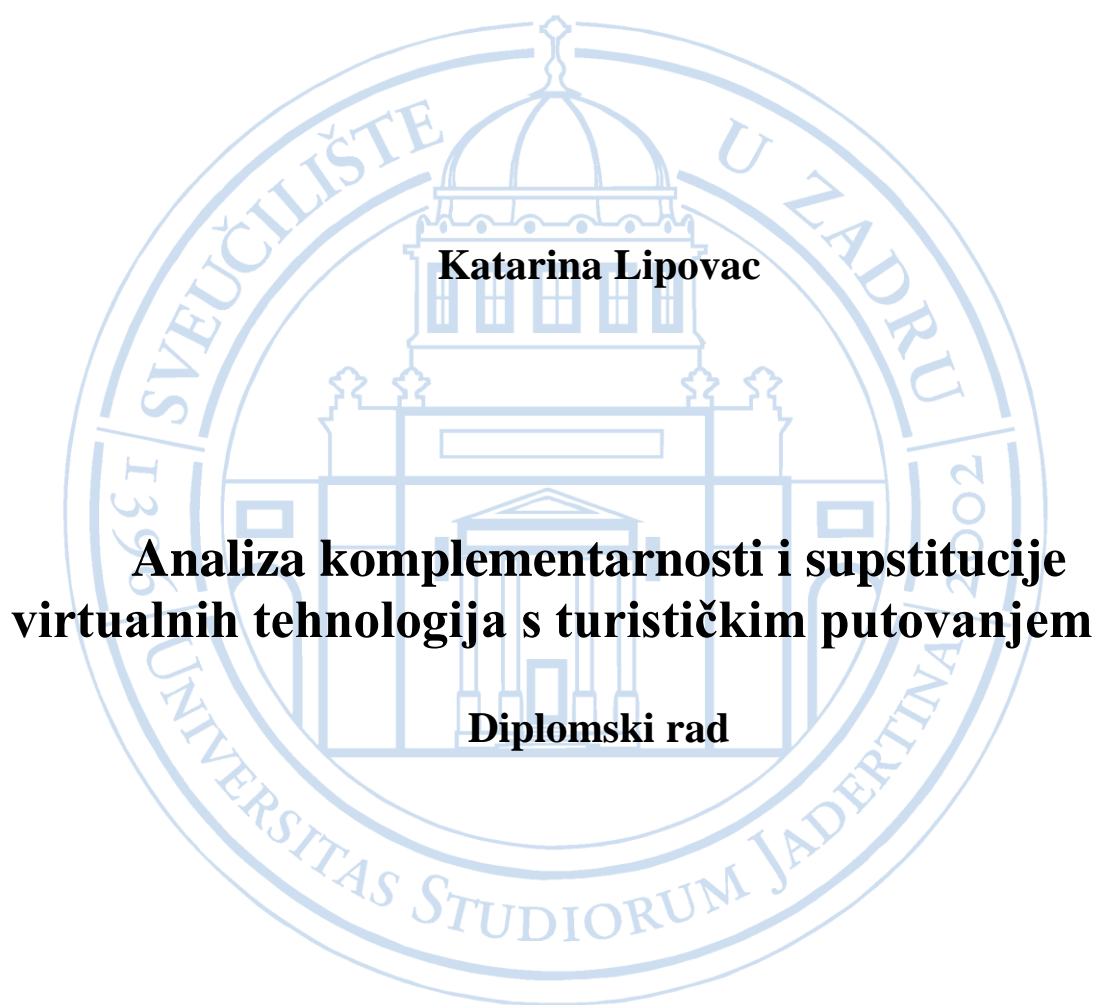 SVEUČILIŠTE U ZADRU
Katarina Lipovac
1396
2002
Analiza komplementarnosti i supstitucije
virtualnih tehnologija s turističkim putovanjem
Diplomski rad
UNIVERSITAS STUDIORUM JADERTINA